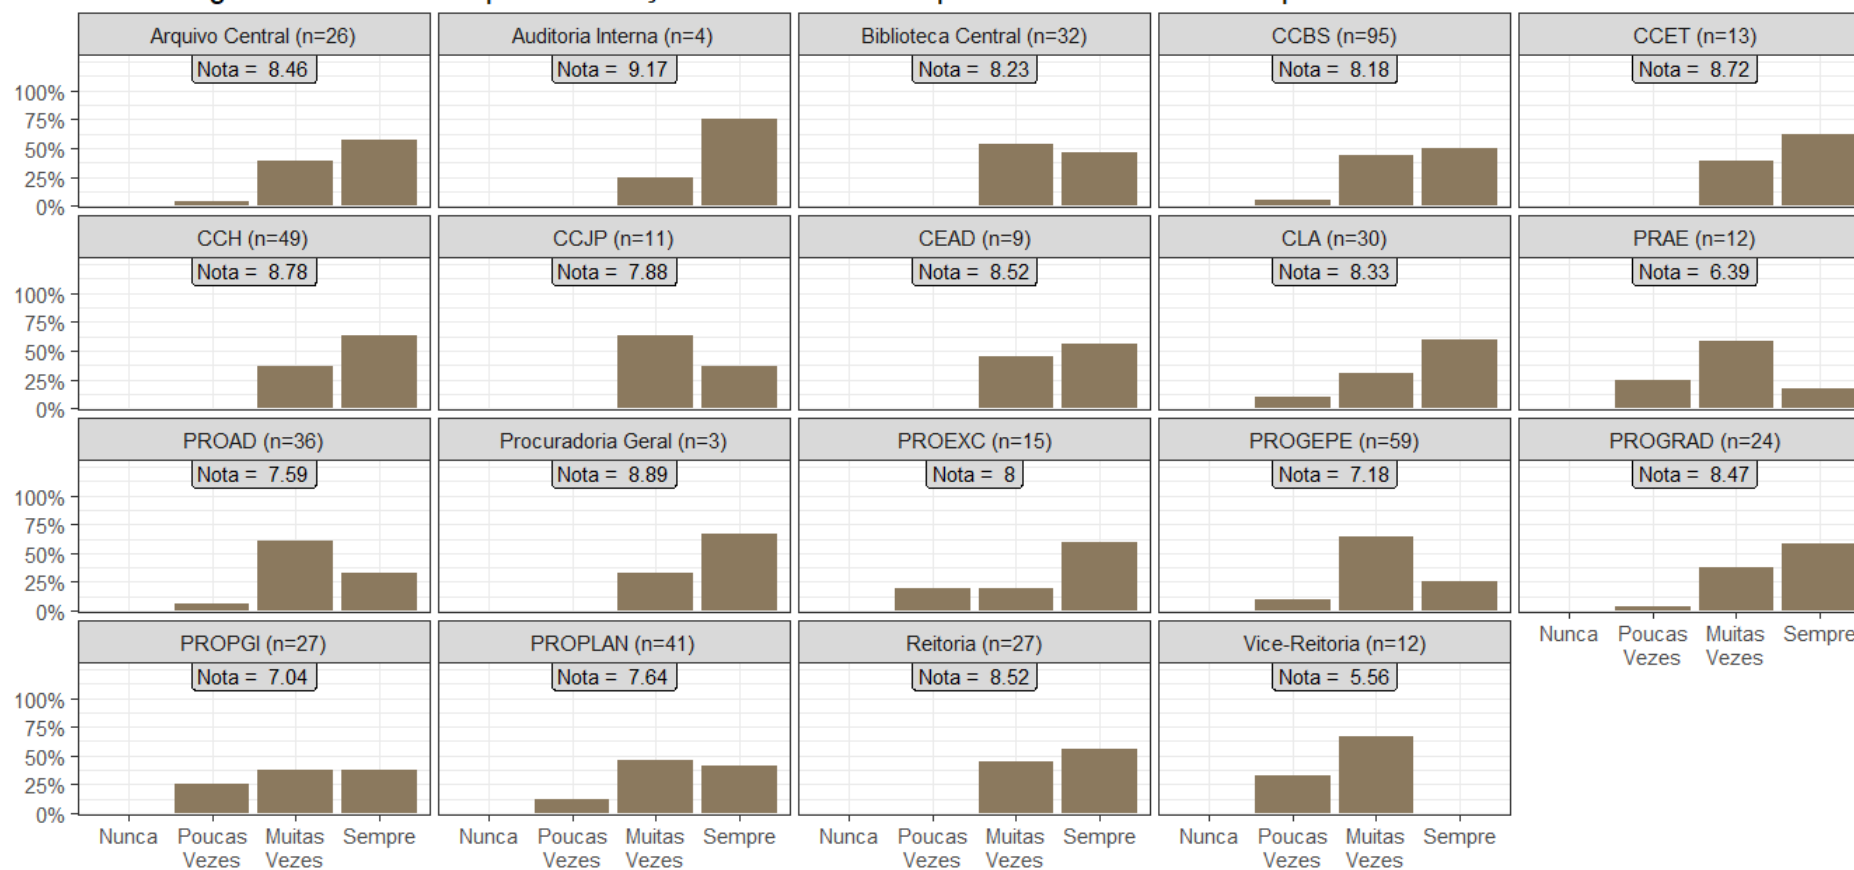 Arquivo Central (n=26)
Auditoria Interna (n=4)
Biblioteca Central (n=32)
CCBS (n=95)
CCET (n=13)
Nota = 8.46
Nota = 9.17
Nota = 8.23
Nota = 8.18
Nota = 8.72
100%
75%
50%
25%
0%
CCH (n=49)
CCJP (n=11)
CEAD (n=9)
CLA (n=30)
PRAE (n=12)
Nota = 8.78
Nota = 7.88
Nota = 8.52
Nota = 8.33
Nota = 6.39
100%
75%
50%
25%
0%
PROAD (n=36)
Procuradoria Geral (n=3)
PROEXC (n=15)
PROGEPE (n=59)
PROGRAD (n=24)
Nota = 7.59
Nota = 8.89
Nota = 8
Nota = 7.18
Nota = 8.47
100%
75%
50%
25%
0%
Nunca
Poucas
Vezes
Muitas
Vezes
Sempre
PROPGI (n=27)
PROPLAN (n=41)
Reitoria (n=27)
Vice-Reitoria (n=12)
Nota = 7.04
Nota = 7.64
Nota = 8.52
Nota = 5.56
100%
75%
50%
25%
0%
Nunca
Poucas
Vezes
Muitas
Vezes
Sempre
Nunca
Poucas
Vezes
Muitas
Vezes
Sempre
Nunca
Poucas
Vezes
Muitas
Vezes
Sempre
Nunca
Poucas
Vezes
Muitas
Vezes
Sempre